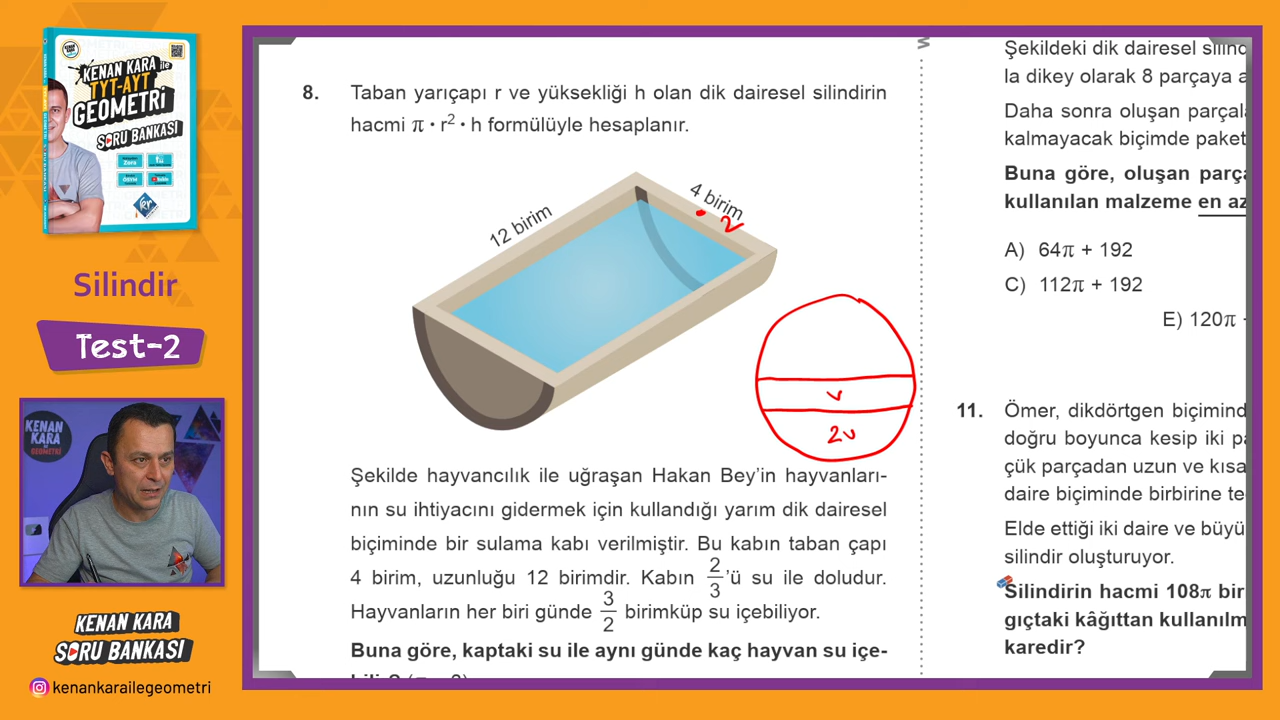 KENAN KARA ile
TYT-AYT
GEOMETRİ
SORU BANKASI
Silindir
Test-2
KENAN KARA
GEOMETRİ
KENAN KARA
SORU BANKASI
kenankarailegeometri
8. Taban yarıçapı r ve yüksekliği h olan dik dairesel silindirin
hacmi π · r² · h formülüyle hesaplanır.
12 birim
4 birim
2
v
2v
Şekilde hayvancılık ile uğraşan Hakan Bey'in hayvanları-
nın su ihtiyacını gidermek için kullandığı yarım dik dairesel
biçiminde bir sulama kabı verilmiştir. Bu kabın taban çapı
4 birim, uzunluğu 12 birimdir. Kabın 2/3'ü su ile doludur.
Hayvanların her biri günde 3/2 birimküp su içebiliyor.
Buna göre, kaptaki su ile aynı günde kaç hayvan su içe-
Şekildeki dik dairesel silind
la dikey olarak 8 parçaya a
Daha sonra oluşan parçala
kalmayacak biçimde paket
Buna göre, oluşan parça
kullanılan malzeme en az
A) 64π + 192
C) 112π + 192
E) 120π
11. Ömer, dikdörtgen biçimind
doğru boyunca kesip iki pa
çük parçadan uzun ve kısa
daire biçiminde birbirine te
Elde ettiği iki daire ve büyü
silindir oluşturuyor.
Silindirin hacmi 108π bir
gıçtaki kâğıttan kullanılm
karedir?